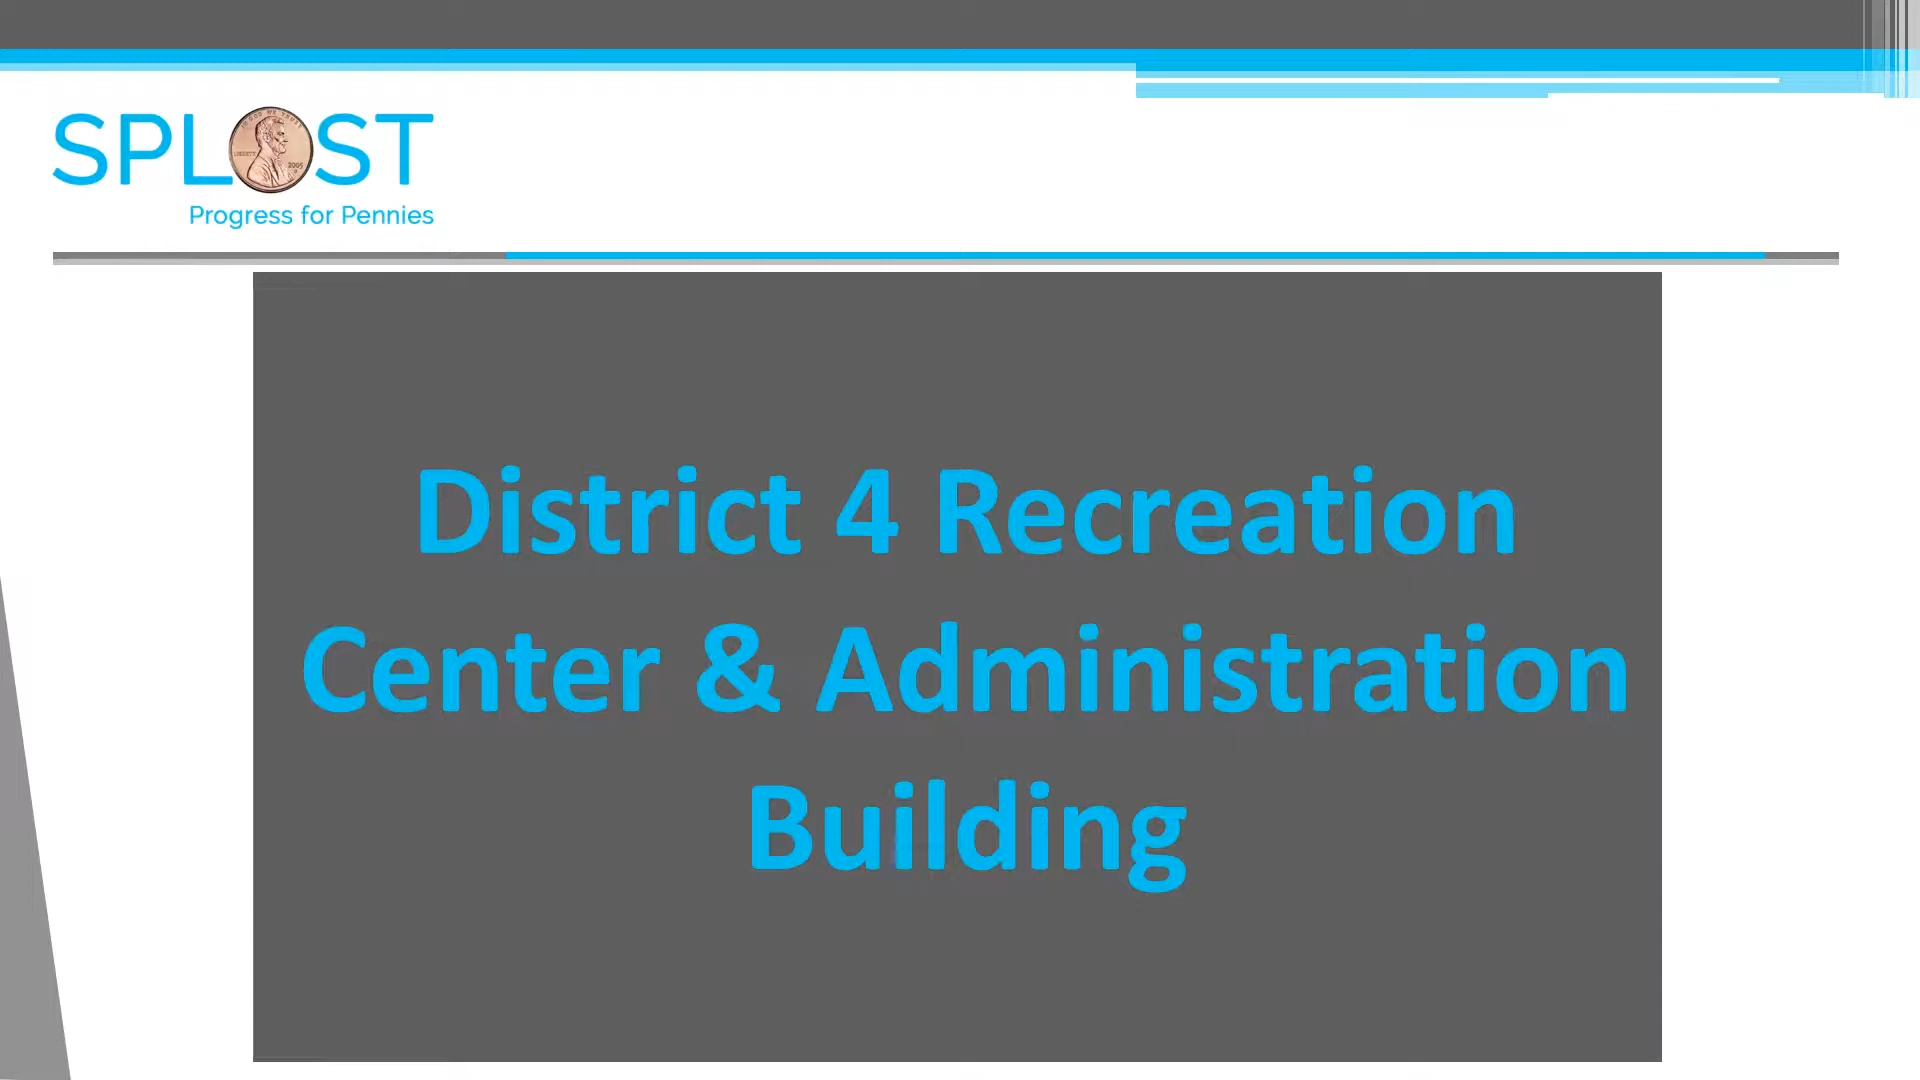 SPLOST
Progress for Pennies
District 4 Recreation
Center & Administration
Building